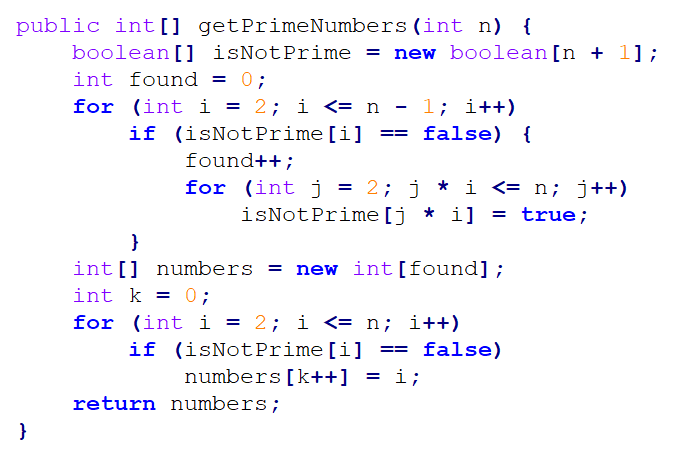 public int[] getPrimeNumbers(int n) {
    boolean[] isNotPrime = new boolean[n + 1];
    int found = 0;
    for (int i = 2; i <= n - 1; i++)
        if (isNotPrime[i] == false) {
            found++;
            for (int j = 2; j * i <= n; j++)
                isNotPrime[j * i] = true;
        }
    int[] numbers = new int[found];
    int k = 0;
    for (int i = 2; i <= n; i++)
        if (isNotPrime[i] == false)
            numbers[k++] = i;
    return numbers;
}